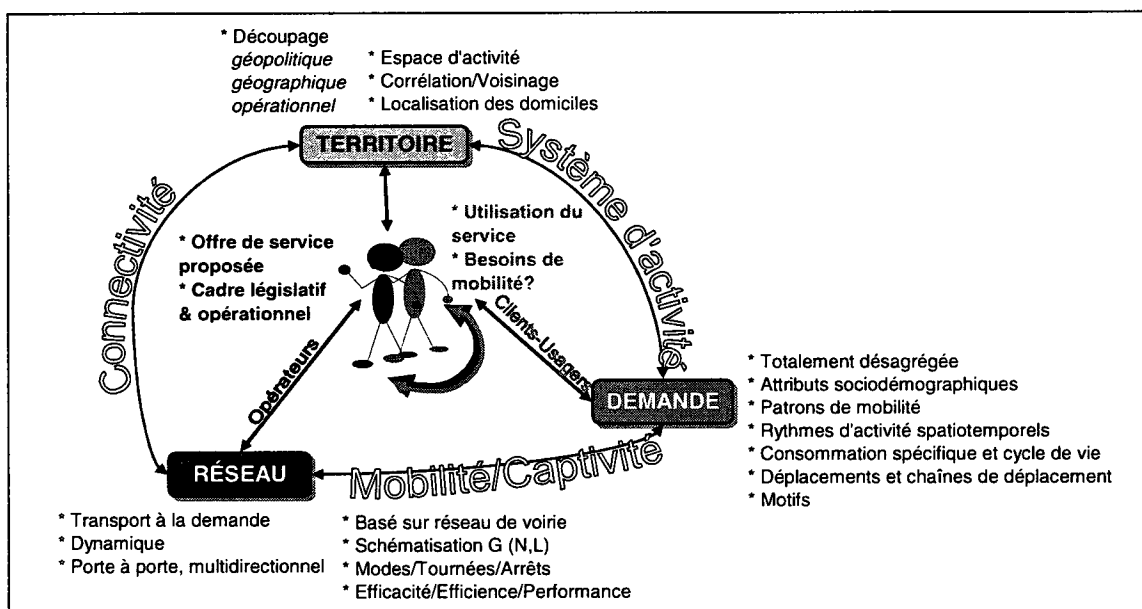 * Découpage
géopolitique
géographique
opérationnel
* Espace d'activité
* Corrélation/Voisinage
* Localisation des domiciles
TERRITOIRE
Connectivité
Système d'activité
* Offre de service
proposée
* Cadre législatif
& opérationnel
* Utilisation du
service
* Besoins de
mobilité?
Opérateurs
Clients-Usagers
DEMANDE
* Totalement désagrégée
* Attributs sociodémographiques
* Patrons de mobilité
* Rythmes d'activité spatiotemporels
* Consommation spécifique et cycle de vie
* Déplacements et chaînes de déplacement
* Motifs
RÉSEAU
Mobilité/Captivité
* Transport à la demande
* Dynamique
* Porte à porte, multidirectionnel
* Basé sur réseau de voirie
* Schématisation G (N,L)
* Modes/Tournées/Arrêts
* Efficacité/Efficience/Performance